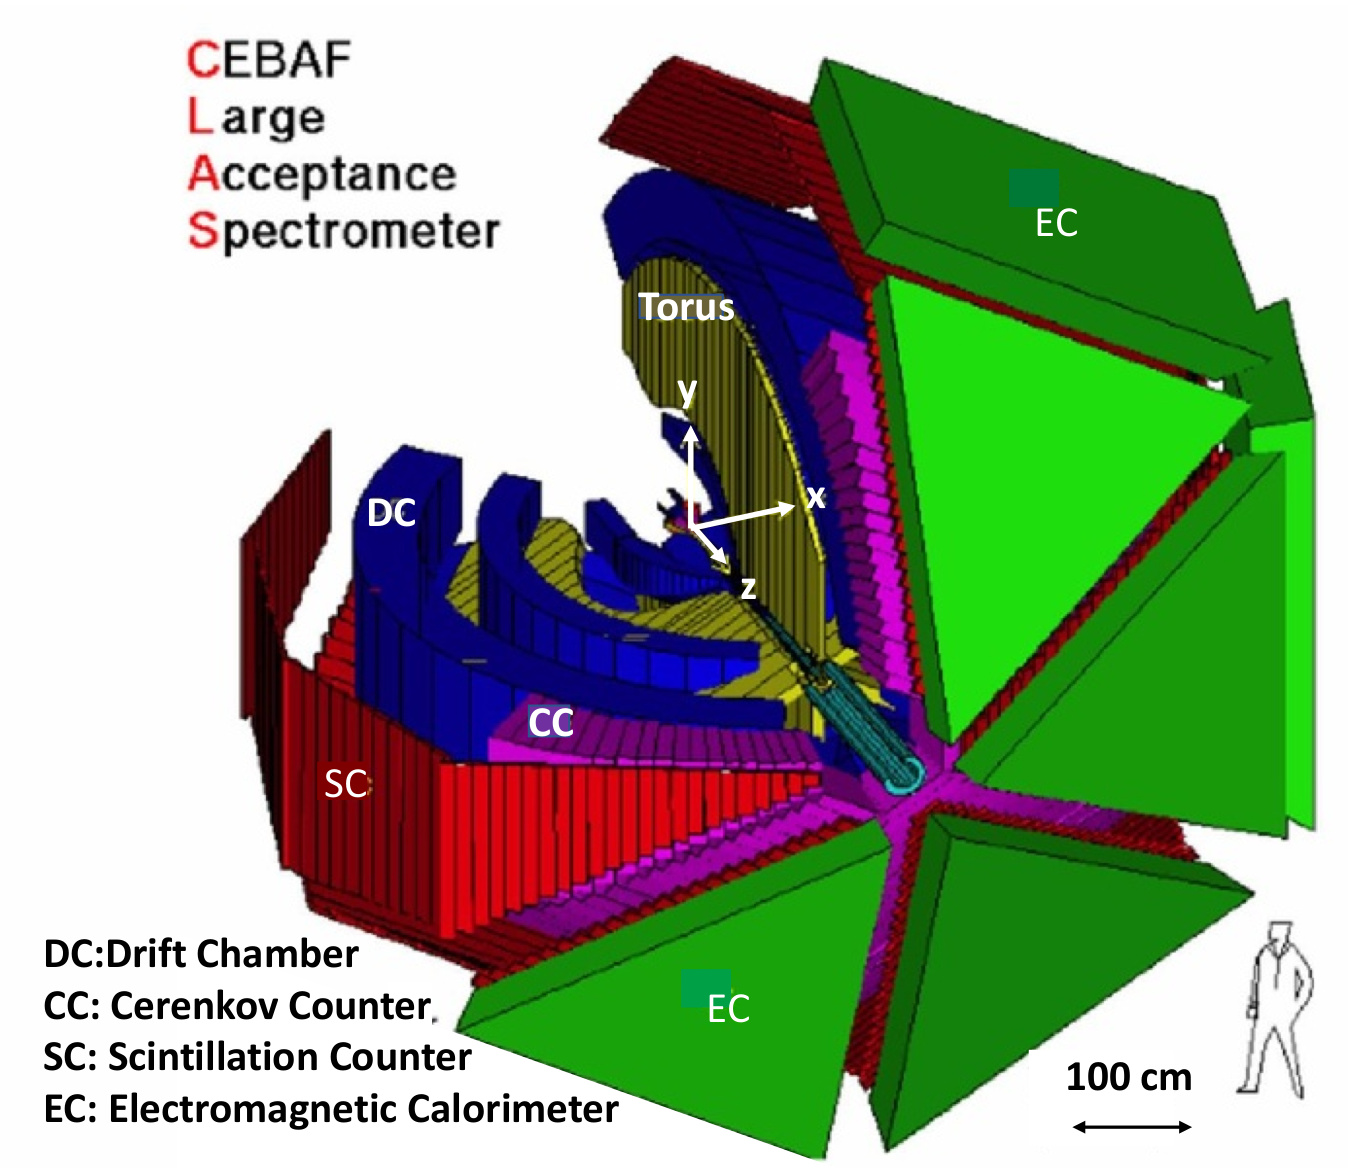 CEBAF
Large
Acceptance
Spectrometer
EC
Torus
y
x
DC
z
CC
SC
EC
DC:Drift Chamber
CC: Cerenkov Counter
SC: Scintillation Counter
EC: Electromagnetic Calorimeter
100 cm